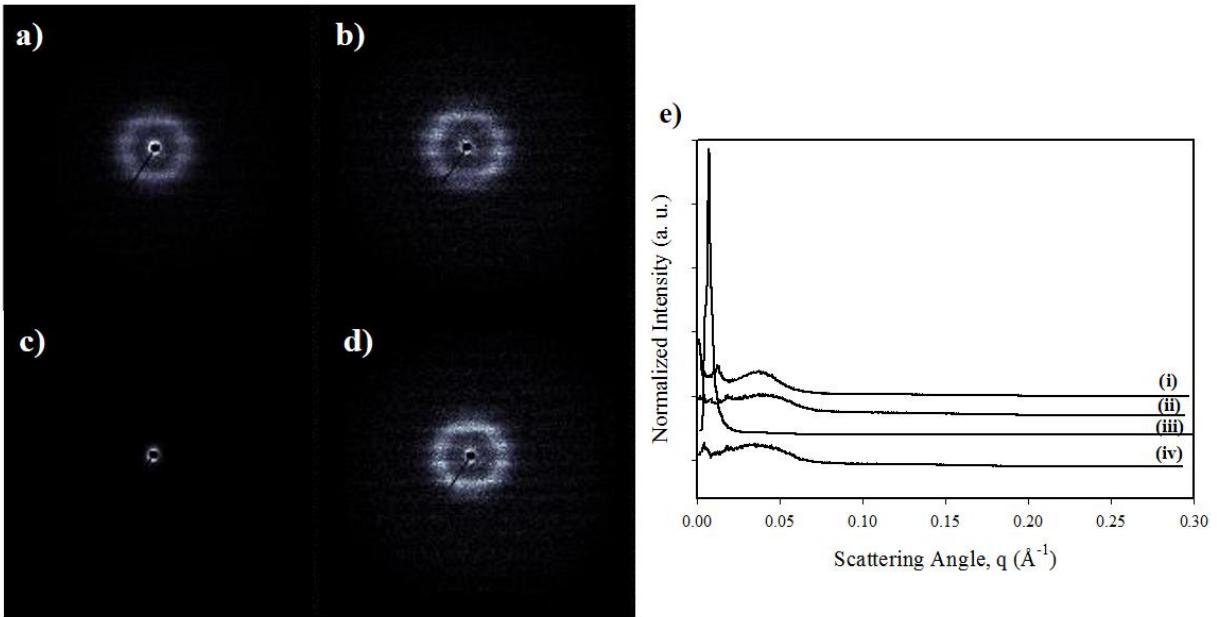 a)
b)
c)
d)
e)
Normalized Intensity (a. u.)
(i)
(ii)
(iii)
(iv)
0.00 0.05 0.10 0.15 0.20 0.25 0.30
Scattering Angle, q (Å⁻¹)